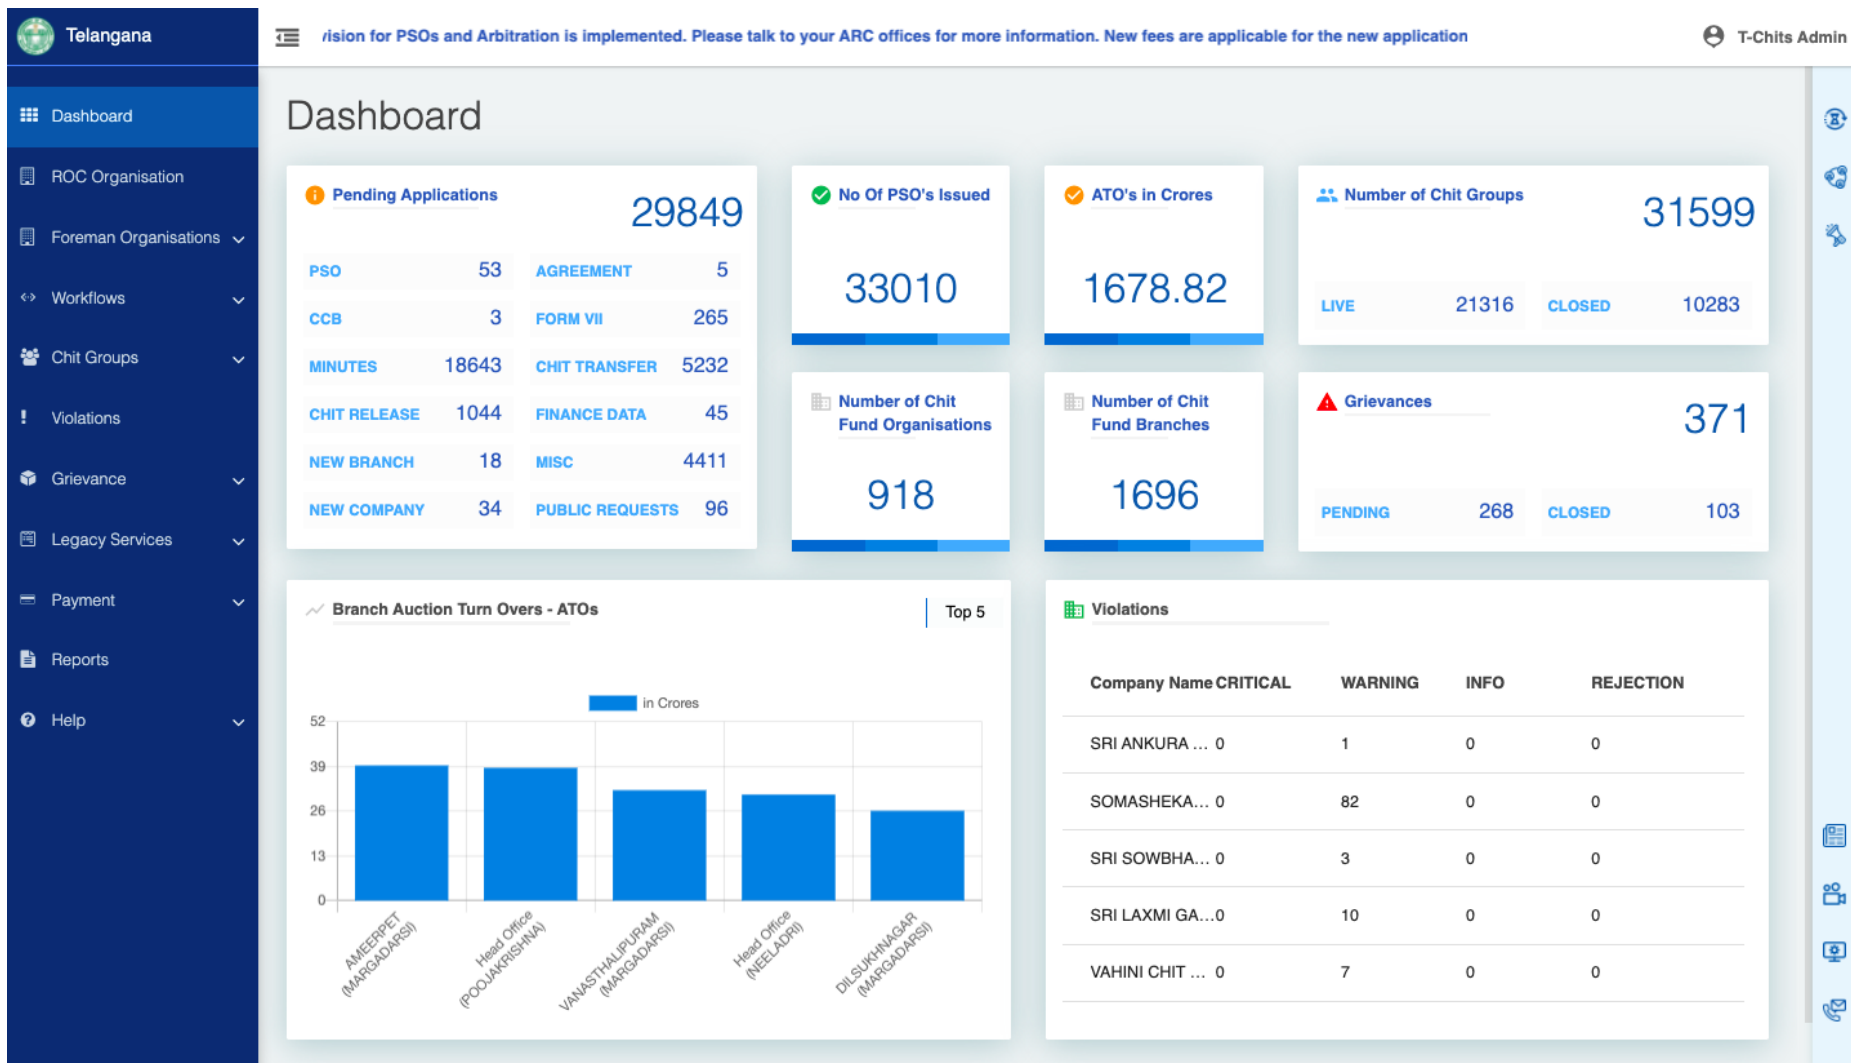 Telangana
vision for PSOs and Arbitration is implemented. Please talk to your ARC offices for more information. New fees are applicable for the new application
T-Chits Admin
Dashboard
ROC Organisation
Foreman Organisations
Workflows
Chit Groups
Violations
Grievance
Legacy Services
Payment
Reports
Help
Dashboard
Pending Applications
29849
PSO 53 AGREEMENT 5
CCB 3 FORM VII 265
MINUTES 18643 CHIT TRANSFER 5232
CHIT RELEASE 1044 FINANCE DATA 45
NEW BRANCH 18 MISC 4411
NEW COMPANY 34 PUBLIC REQUESTS 96
No Of PSO's Issued
33010
ATO's in Crores
1678.82
Number of Chit Groups
31599
LIVE 21316 CLOSED 10283
Number of Chit
Fund Organisations
918
Number of Chit
Fund Branches
1696
Grievances
371
PENDING 268 CLOSED 103
Branch Auction Turn Overs - ATOs
Top 5
in Crores
52
39
26
13
0
AMEERPET
(MARGADARSI)
Head Office
(POOJAKRISHNA)
VANASTHALIPURAM
(MARGADARSI)
Head Office
(NEELADRI)
DILSUKHNAGAR
(MARGADARSI)
Violations
Company Name CRITICAL WARNING INFO REJECTION
SRI ANKURA ... 0 1 0 0
SOMASHEKA... 0 82 0 0
SRI SOWBHA... 0 3 0 0
SRI LAXMI GA...0 10 0 0
VAHINI CHIT ... 0 7 0 0